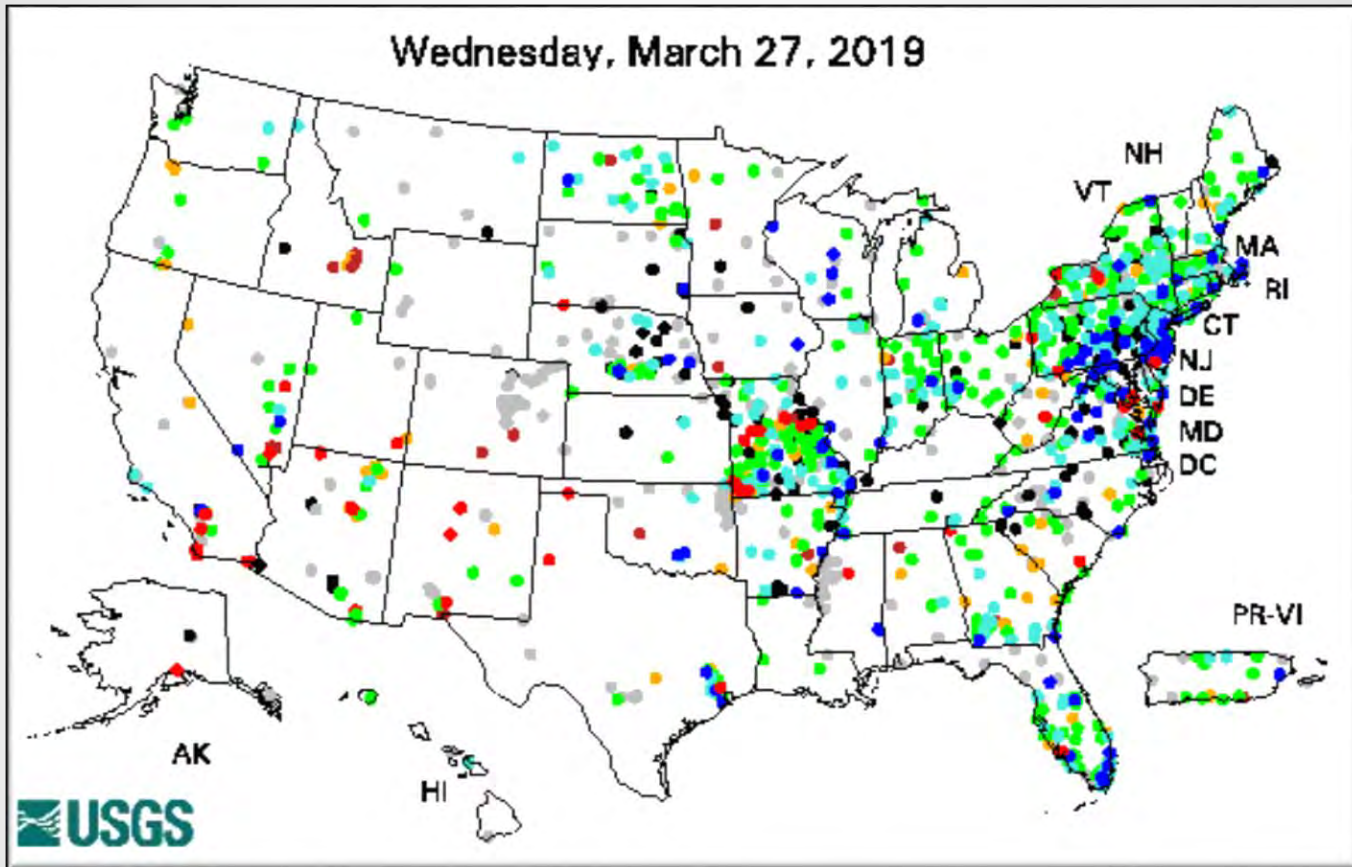 Wednesday, March 27, 2019
NH
VT
MA
RI
CT
NJ
DE
MD
DC
PR-VI
AK
HI
USGS